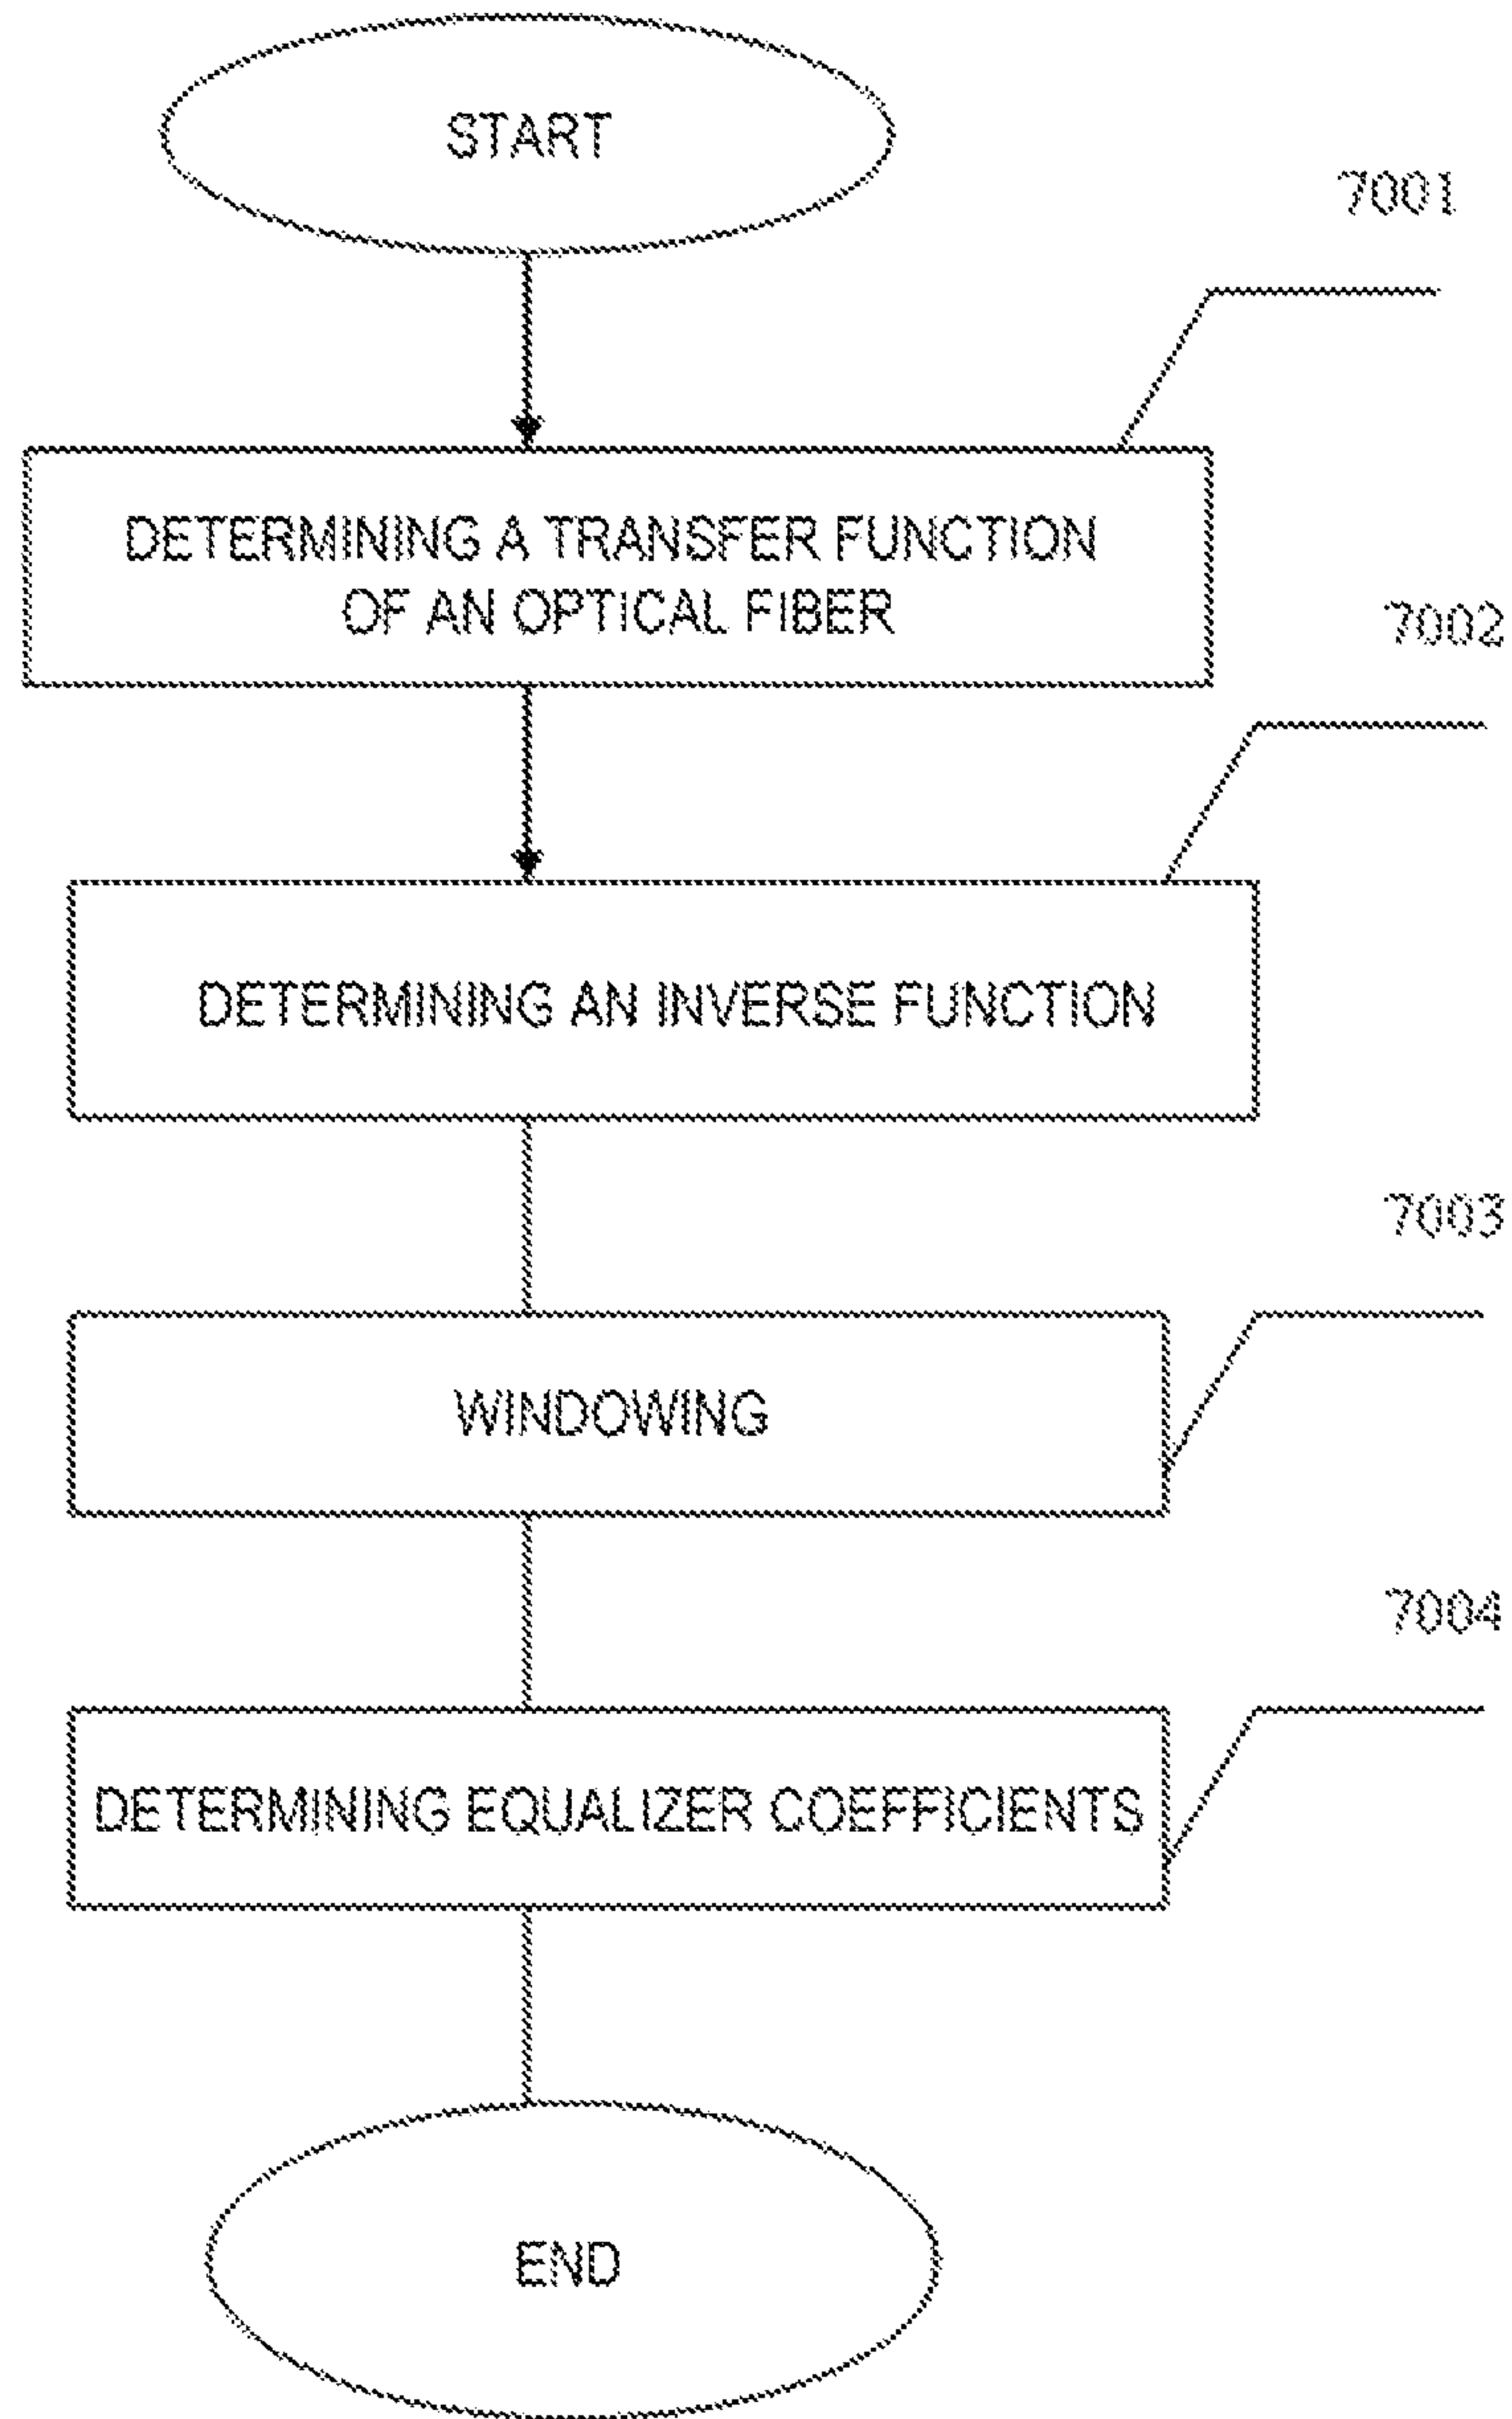 START
7001
DETERMINING A TRANSFER FUNCTION
OF AN OPTICAL FIBER
7002
DETERMINING AN INVERSE FUNCTION
7003
WINDOWING
7004
DETERMINING EQUALIZER COEFFICIENTS
END